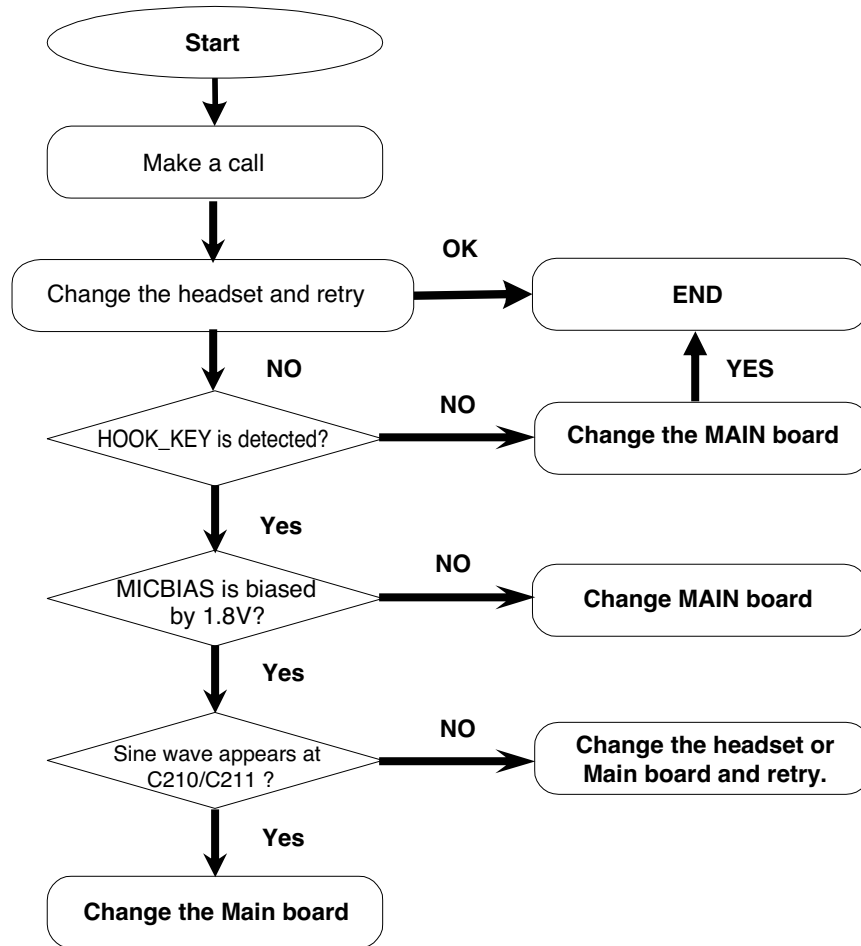 Start
Make a call
Change the headset and retry
OK
END
NO
YES
HOOK_KEY is detected?
NO
Change the MAIN board
Yes
MICBIAS is biased
by 1.8V?
NO
Change MAIN board
Yes
Sine wave appears at
C210/C211 ?
NO
Change the headset or
Main board and retry.
Yes
Change the Main board